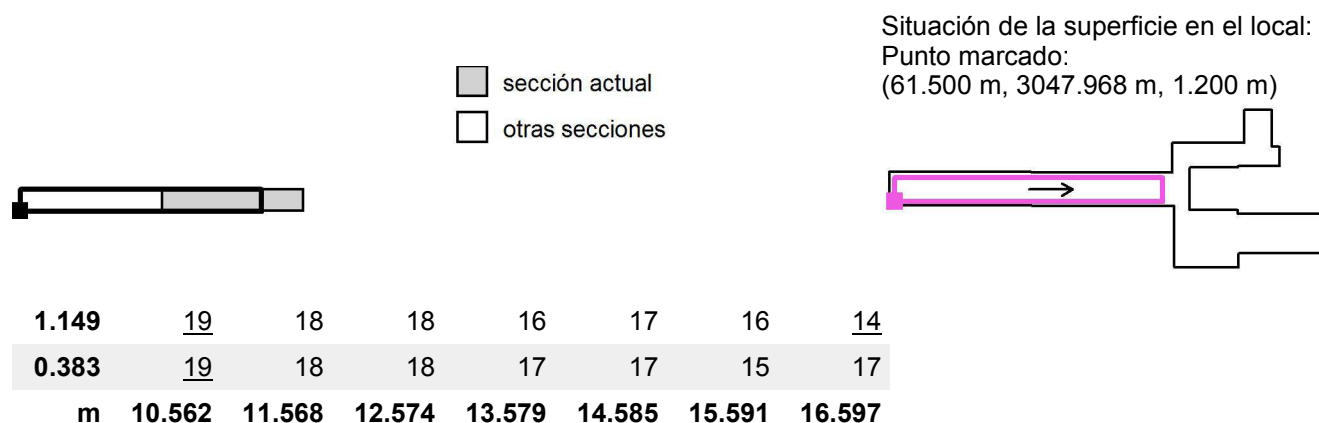 Situación de la superficie en el local:
Punto marcado:
(61.500 m, 3047.968 m, 1.200 m)
sección actual
otras secciones
1.149 19 18 18 16 17 16 14
0.383 19 18 18 17 17 15 17
m 10.562 11.568 12.574 13.579 14.585 15.591 16.597